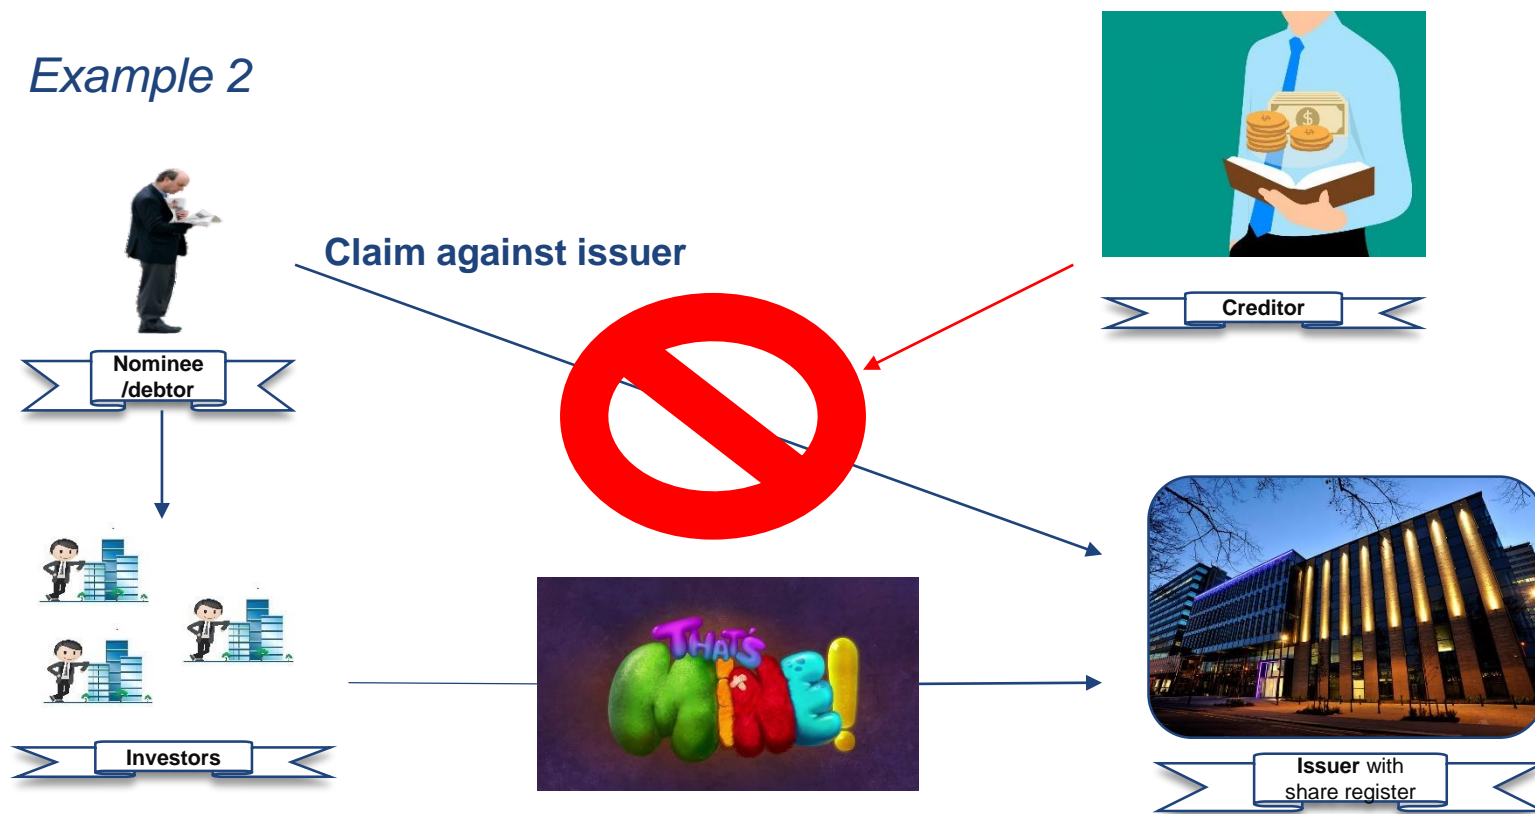 Example 2
Claim against issuer
Creditor
Nominee
/debtor
THAT'S
MINE!
Investors
Issuer with
share register